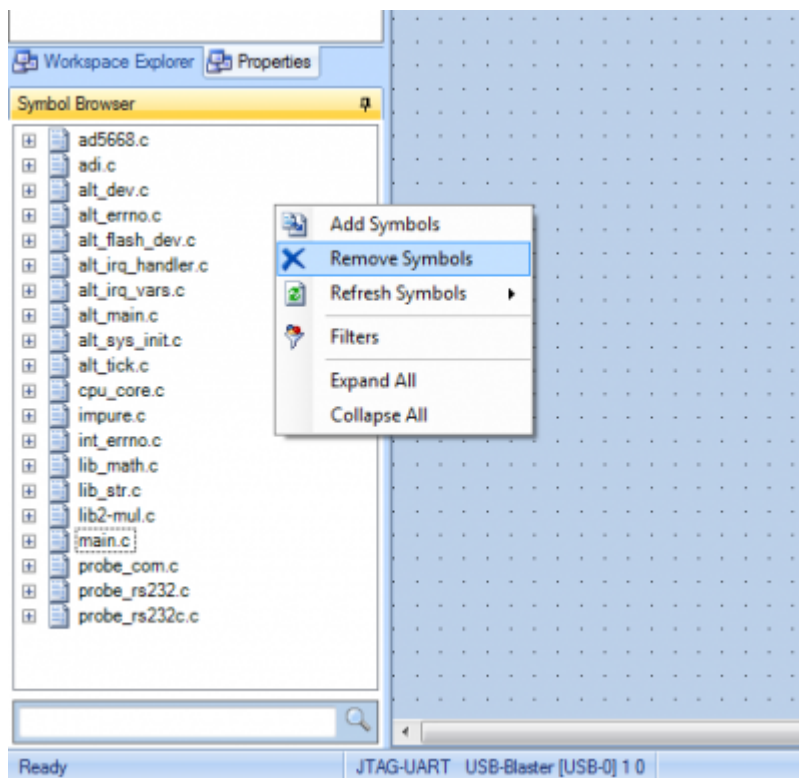 Workspace Explorer Properties
Symbol Browser
ad5668.c
adi.c
alt_dev.c
alt_errno.c
alt_flash_dev.c
alt_irq_handler.c
alt_irq_vars.c
alt_main.c
alt_sys_init.c
alt_tick.c
cpu_core.c
impure.c
int_errno.c
lib_math.c
lib_str.c
lib2-mul.c
main.c
probe_com.c
probe_rs232.c
probe_rs232c.c
Add Symbols
Remove Symbols
Refresh Symbols
Filters
Expand All
Collapse All
Ready JTAG-UART USB-Blaster [USB-0] 1 0